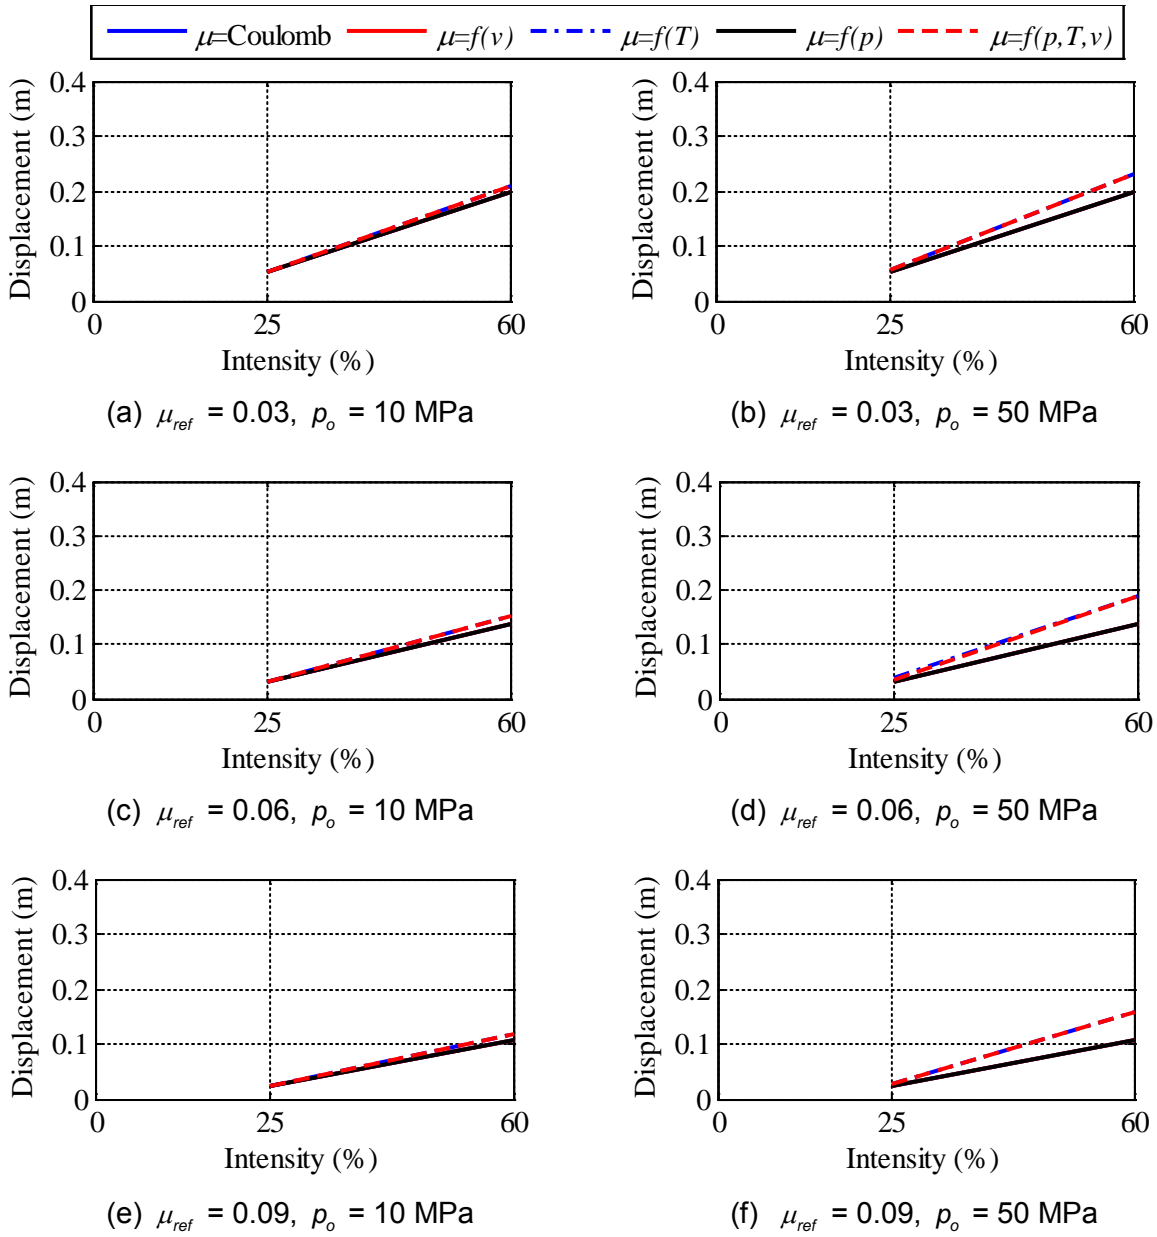 μ=Coulomb μ=f(v) μ=f(T) μ=f(p) μ=f(p,T,v)
Displacement (m)
0.4
0.3
0.2
0.1
0
0 25 60
Intensity (%)
(a) μref = 0.03, po = 10 MPa
Displacement (m)
0.4
0.3
0.2
0.1
0
0 25 60
Intensity (%)
(b) μref = 0.03, po = 50 MPa
Displacement (m)
0.4
0.3
0.2
0.1
0
0 25 60
Intensity (%)
(c) μref = 0.06, po = 10 MPa
Displacement (m)
0.4
0.3
0.2
0.1
0
0 25 60
Intensity (%)
(d) μref = 0.06, po = 50 MPa
Displacement (m)
0.4
0.3
0.2
0.1
0
0 25 60
Intensity (%)
(e) μref = 0.09, po = 10 MPa
Displacement (m)
0.4
0.3
0.2
0.1
0
0 25 60
Intensity (%)
(f) μref = 0.09, po = 50 MPa